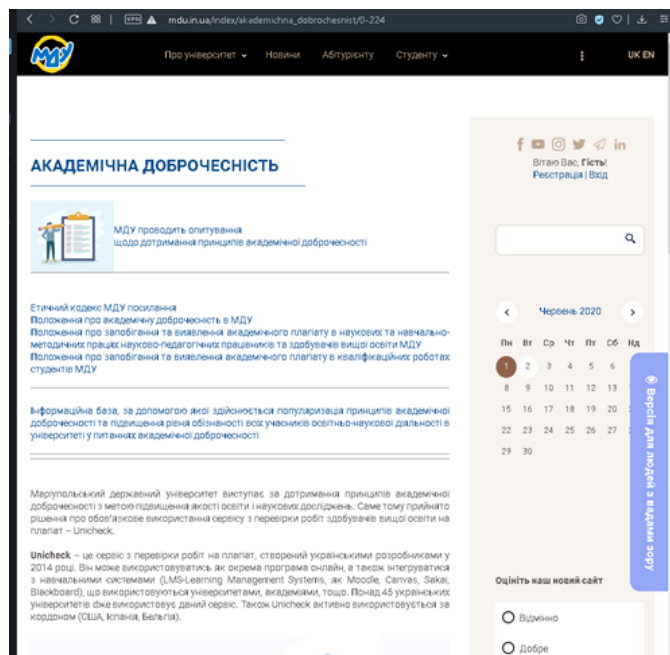 VPN
mdu.in.ua/index/akademichna_dobrochesnist/0-224
МДУ
Про університет
Новини
Абітурієнту
Студенту
UK EN
АКАДЕМІЧНА ДОБРОЧЕСНІСТЬ
МДУ проводить опитування
щодо дотримання принципів академічної доброчесності
Етичний кодекс МДУ посилання
Положення про академічну доброчесність в МДУ
Положення про запобігання та виявлення академічного плагіату в наукових та навчально-
методичних працях науково-педагогічних працівників та здобувачів вищої освіти МДУ
Положення про запобігання та виявлення академічного плагіату в кваліфікаційних роботах
студентів МДУ
Інформаційна база, за допомогою якої здійснюється популяризація принципів академічної
доброчесності та підвищення рівня обізнаності всіх учасників освітньо-наукової діяльності в
університеті у питаннях академічної доброчесності
Маріупольський державний університет виступає за дотримання принципів академічної
доброчесності з метою підвищення якості освіти і наукових досліджень. Саме тому прийнято
рішення про обов'язкове використання сервісу з перевірки робіт здобувачів вищої освіти на
плагіат – Unicheck.
Unicheck – це сервіс з перевірки робіт на плагіат, створений українськими розробниками у
2014 році. Він може використовуватись як окрема програма онлайн, а також інтегруватися
з навчальними системами (LMS-Learning Management Systems, як Moodle, Canvas, Sakai,
Blackboard), що використовуються університетами, академіями, тощо. Понад 45 українських
університетів вже використовує даний сервіс. Також Unicheck активно використовується за
кордоном (США, Іспанія, Бельгія).
Вітаю Вас, Гість!
Реєстрація | Вхід
Червень 2020
Пн Вт Ср Чт Пт Сб Нд
1 2 3 4 5 6
8 9 10 11 12 13
15 16 17 18 19 20
22 23 24 25 26 27
29 30
Версія для людей з вадами зору
Оцініть наш новий сайт
Відмінно
Добре